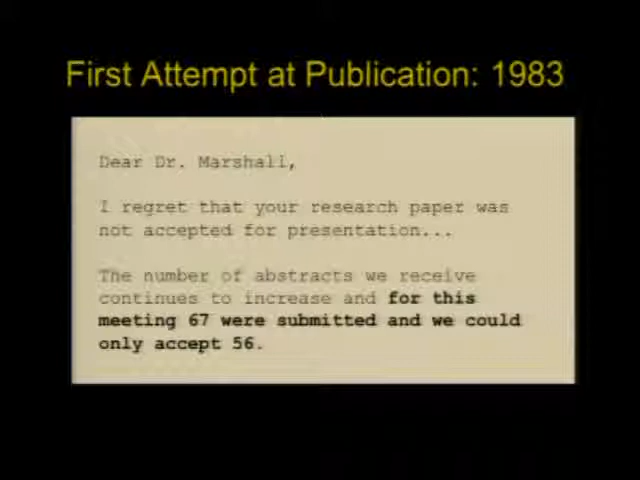 First Attempt at Publication: 1983
Dear Dr. Marshall,
I regret that your research paper was
not accepted for presentation...
The number of abstracts we receive
continues to increase and for this
meeting 67 were submitted and we could
only accept 56.